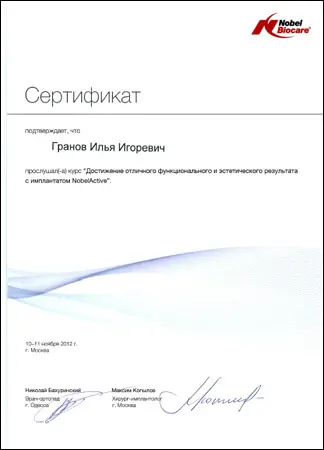 Nobel
Biocare®
Сертификат
подтверждает, что
Гранов Илья Игоревич
прослушал(-а) курс "Достижение отличного функционального и эстетического результата
с имплантатом NobelActive".
10–11 ноября 2012 г.
г. Москва
Николай Бахуринский
Врач-ортопед
г. Одесса
Максим Копылов
Хирург-имплантолог
г. Москва